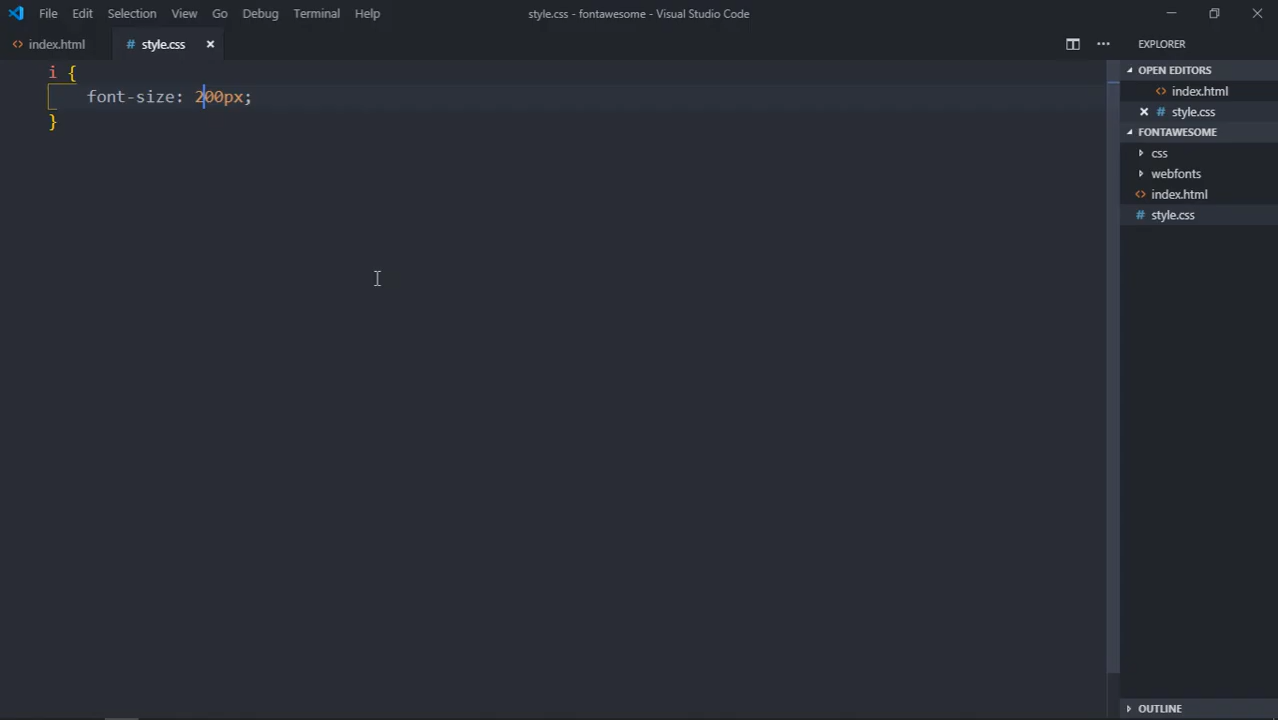 File Edit Selection View Go Debug Terminal Help
style.css - fontawesome - Visual Studio Code
<> index.html
# style.css ×
i {
font-size: 200px;
}
EXPLORER
OPEN EDITORS
<> index.html
× # style.css
FONTAWESOME
css
webfonts
<> index.html
# style.css
OUTLINE